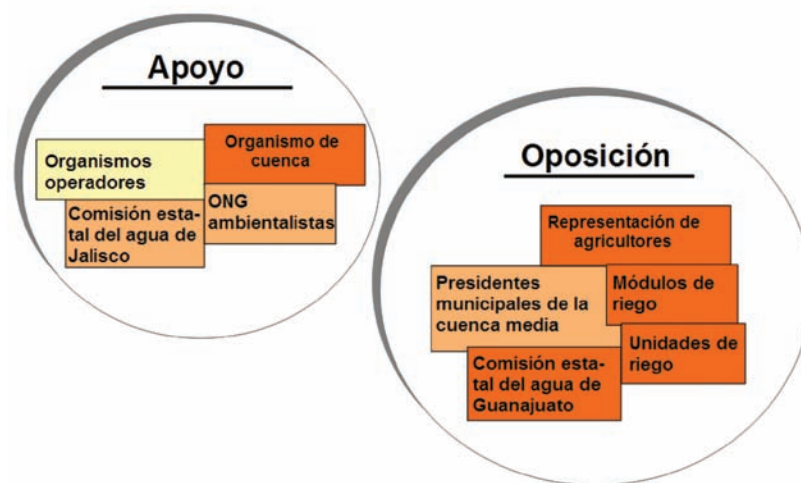 Apoyo
Organismos
operadores
Organismo de
cuenca
Comisión esta-
tal del agua de
Jalisco
ONG
ambientalistas
Oposición
Representación de
agricultores
Presidentes
municipales de la
cuenca media
Módulos de
riego
Unidades de
riego
Comisión esta-
tal del agua de
Guanajuato